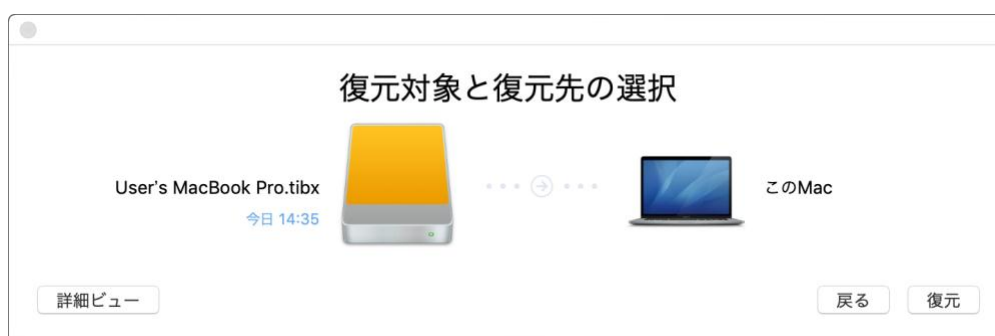 復元対象と復元先の選択
User's MacBook Pro.tibx
今日 14:35
このMac
詳細ビュー
戻る
復元